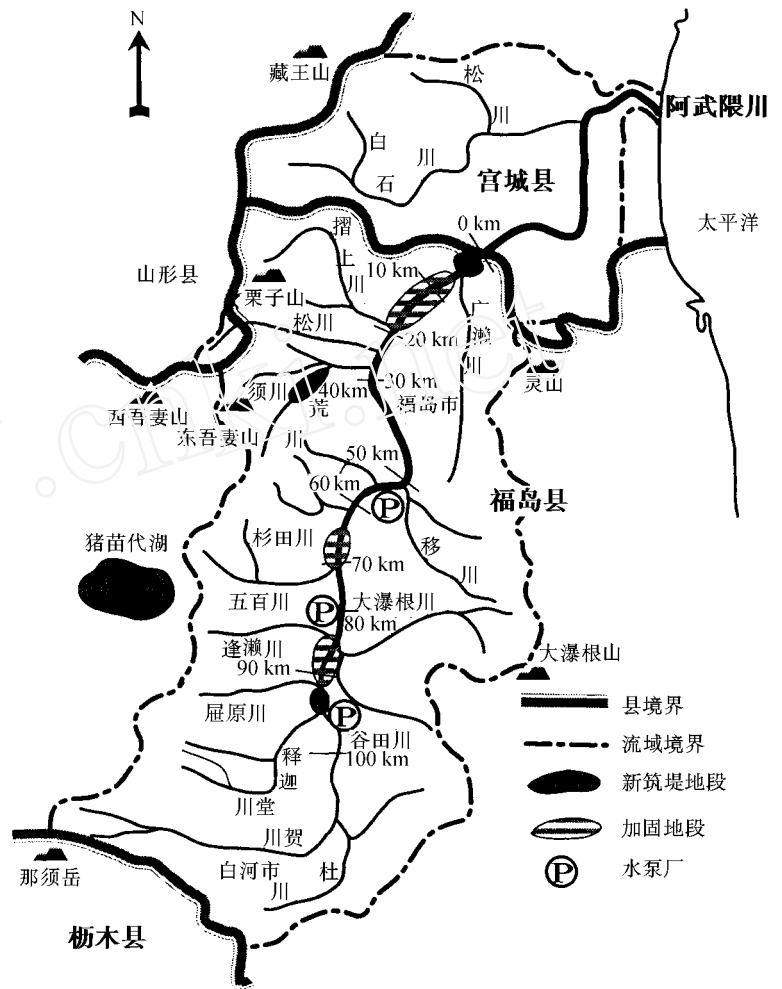 N
藏王山
松川
阿武隈川
白石川
宫城县
太平洋
0 km
摺上川
10 km
山形县
栗子山
松川
20 km
广濑川
30 km
须川
40km
荒川
福岛市
灵山
西吾妻山
东吾妻山
50 km
60 km
P
福岛县
杉田川
移川
猪苗代湖
70 km
五百川
P
大瀑根川
80 km
逢濑川
90 km
大瀑根山
屉原川
P
谷田川
100 km
释迦堂川
县境界
流域境界
新筑堤地段
加固地段
P
水泵厂
川贺
白河市
杜川
那须岳
枥木县
.cnki.net